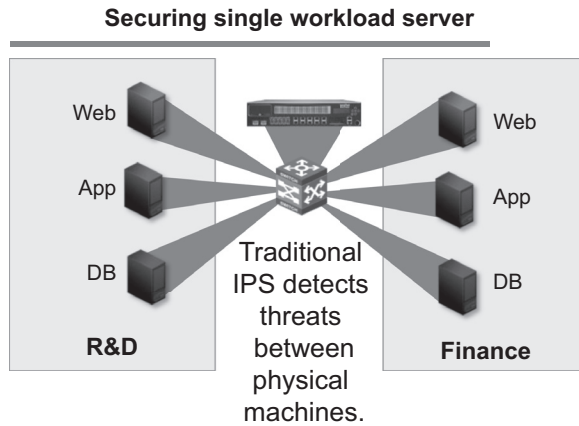 Securing single workload server
Web
App
DB
R&D
Traditional
IPS detects
threats
between
physical
machines.
Web
App
DB
Finance